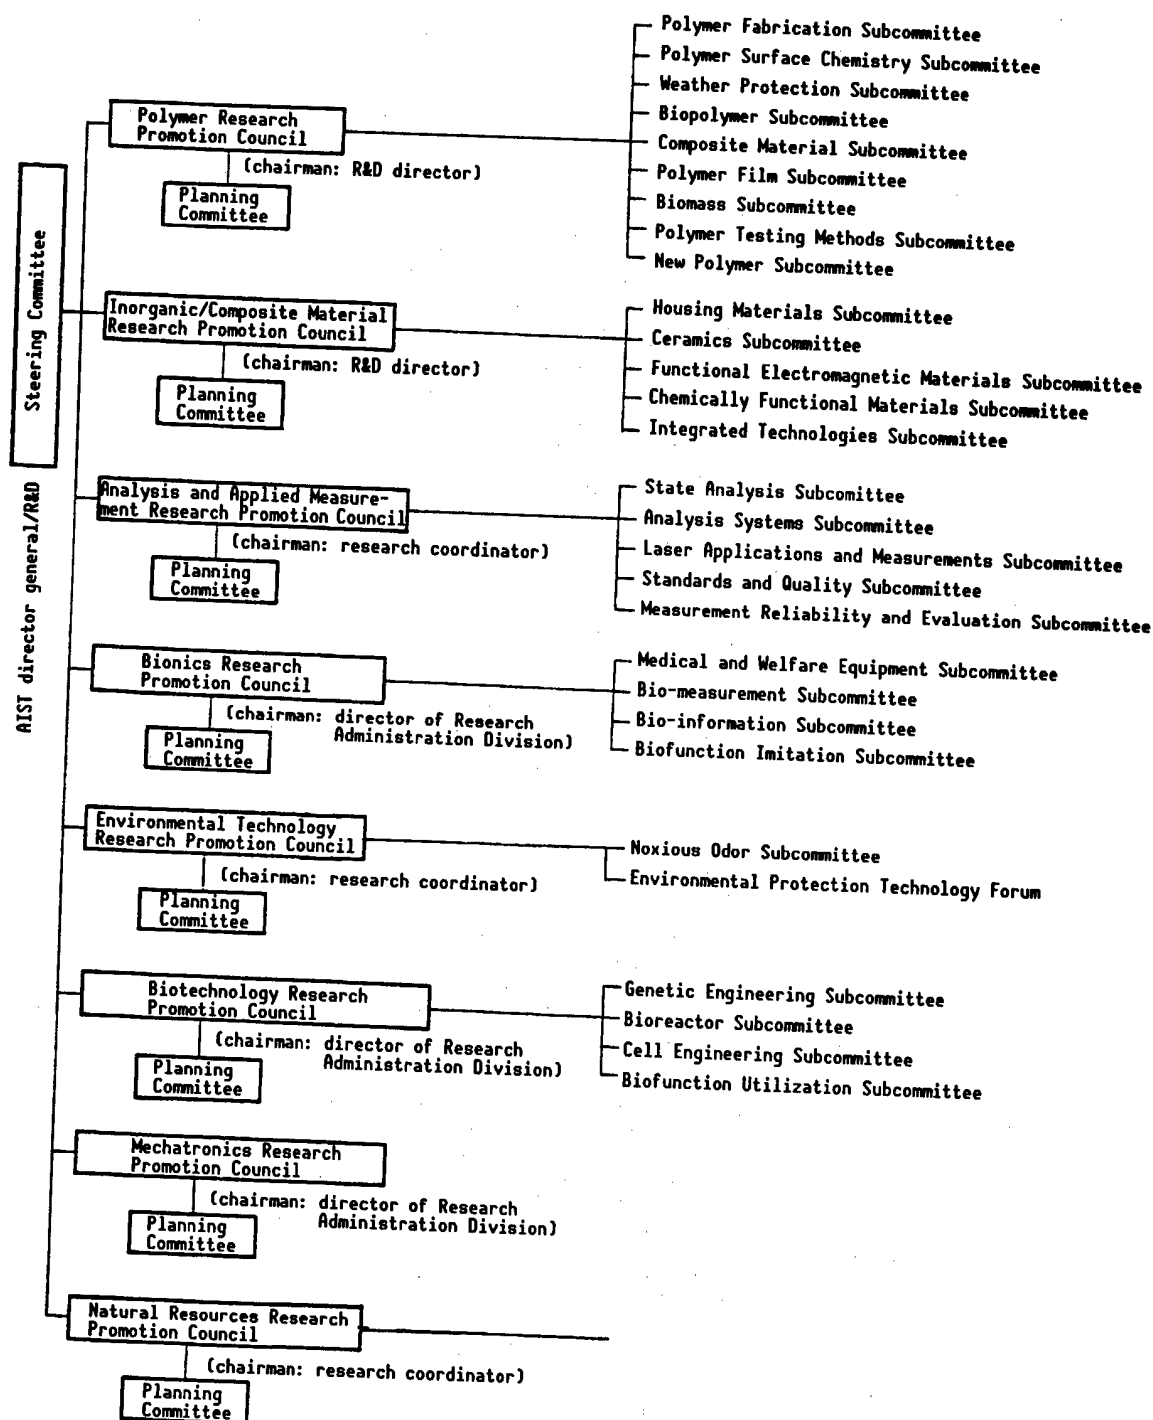 Steering Committee
AIST director general/R&D
Polymer Research
Promotion Council
(chairman: R&D director)
Planning
Committee
Polymer Fabrication Subcommittee
Polymer Surface Chemistry Subcommittee
Weather Protection Subcommittee
Biopolymer Subcommittee
Composite Material Subcommittee
Polymer Film Subcommittee
Biomass Subcommittee
Polymer Testing Methods Subcommittee
New Polymer Subcommittee
Inorganic/Composite Material
Research Promotion Council
(chairman: R&D director)
Planning
Committee
Housing Materials Subcommittee
Ceramics Subcommittee
Functional Electromagnetic Materials Subcommittee
Chemically Functional Materials Subcommittee
Integrated Technologies Subcommittee
Analysis and Applied Measure-
ment Research Promotion Council
(chairman: research coordinator)
Planning
Committee
State Analysis Subcomittee
Analysis Systems Subcommittee
Laser Applications and Measurements Subcommittee
Standards and Quality Subcommittee
Measurement Reliability and Evaluation Subcommittee
Bionics Research
Promotion Council
(chairman: director of Research
Administration Division)
Planning
Committee
Medical and Welfare Equipment Subcommittee
Bio-measurement Subcommittee
Bio-information Subcommittee
Biofunction Imitation Subcommittee
Environmental Technology
Research Promotion Council
(chairman: research coordinator)
Planning
Committee
Noxious Odor Subcommittee
Environmental Protection Technology Forum
Biotechnology Research
Promotion Council
(chairman: director of Research
Administration Division)
Planning
Committee
Genetic Engineering Subcommittee
Bioreactor Subcommittee
Cell Engineering Subcommittee
Biofunction Utilization Subcommittee
Mechatronics Research
Promotion Council
(chairman: director of Research
Administration Division)
Planning
Committee
Natural Resources Research
Promotion Council
(chairman: research coordinator)
Planning
Committee